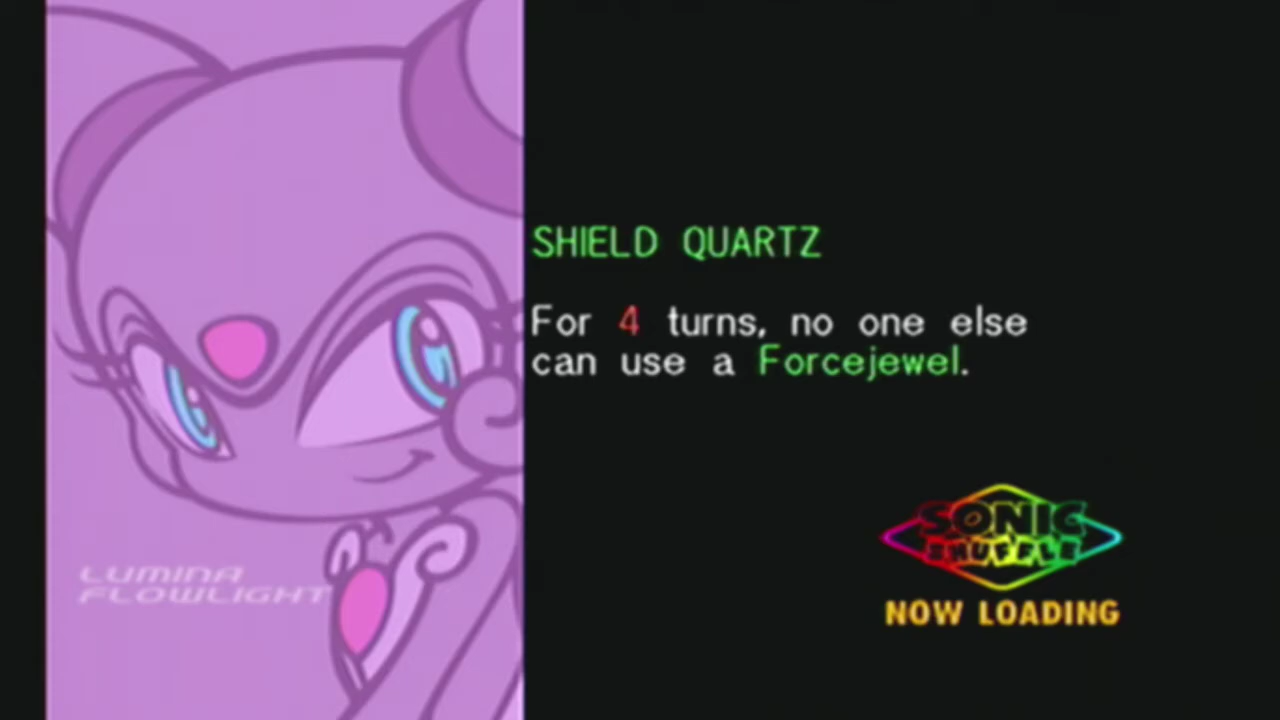 SHIELD QUARTZ
For 4 turns, no one else
can use a Forcejewel.
LUMINA
FLOWLIGHT
SONIC
SHUFFLE
NOW LOADING